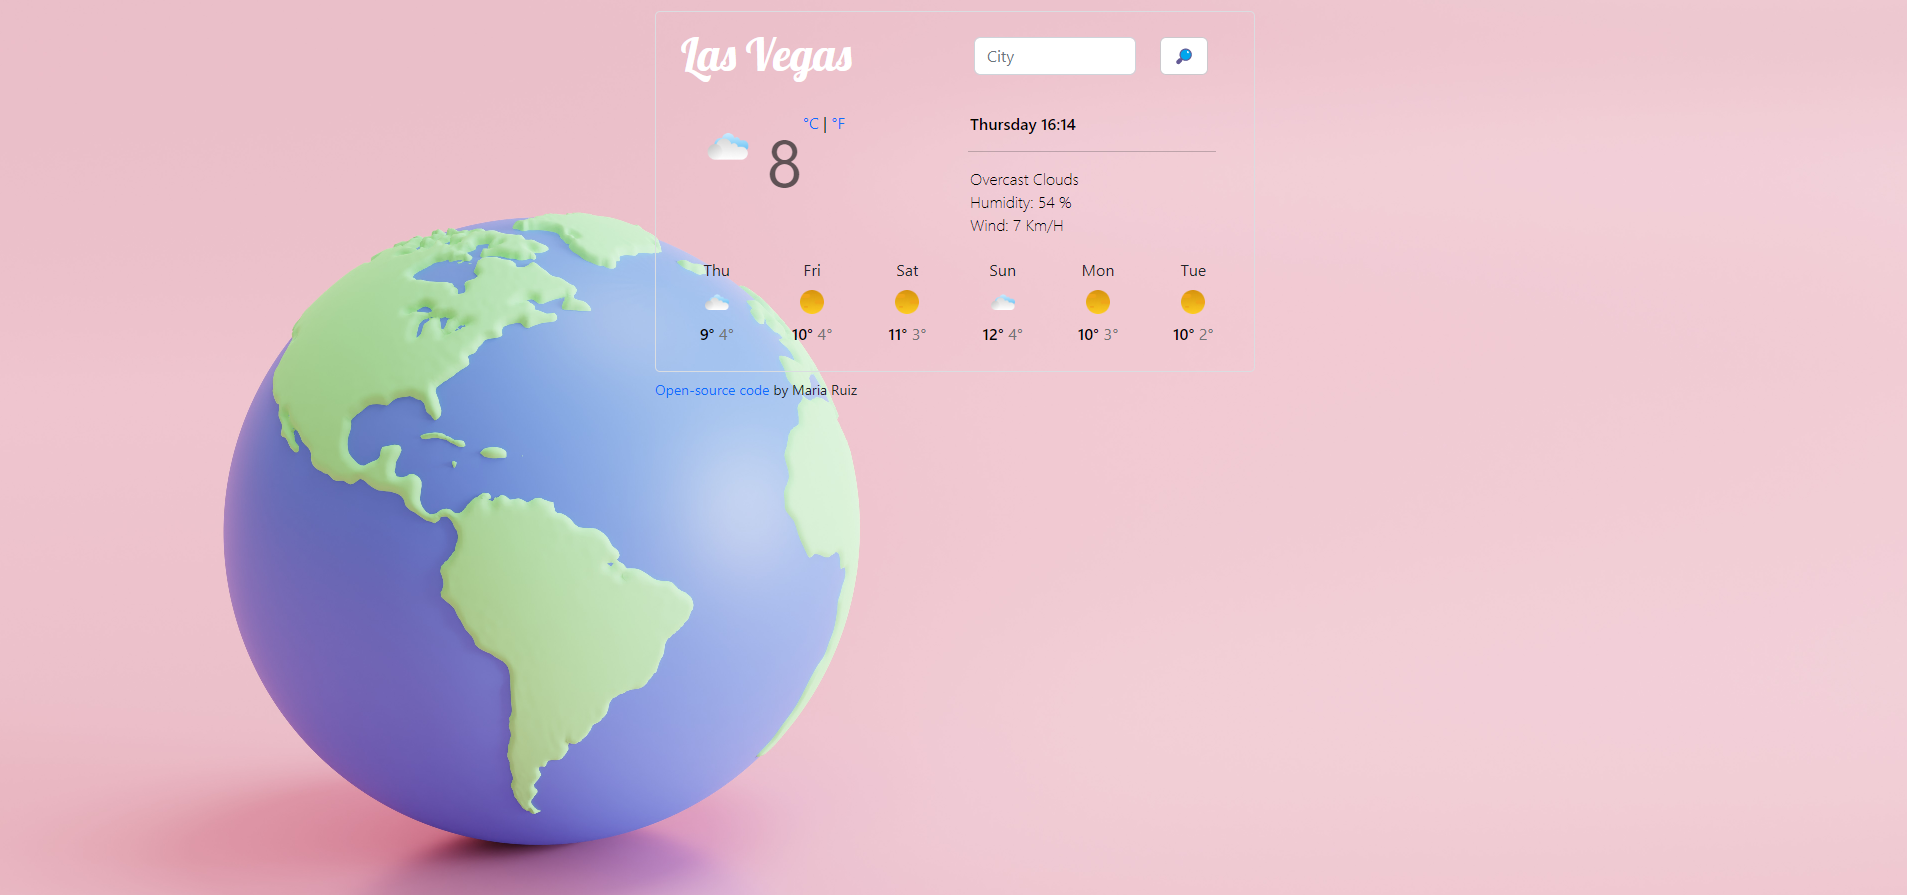 Las Vegas
City
°C | °F
8
Thursday 16:14
Overcast Clouds
Humidity: 54 %
Wind: 7 Km/H
Thu Fri Sat Sun Mon Tue
9° 4° 10° 4° 11° 3° 12° 4° 10° 3° 10° 2°
Open-source code by Maria Ruiz